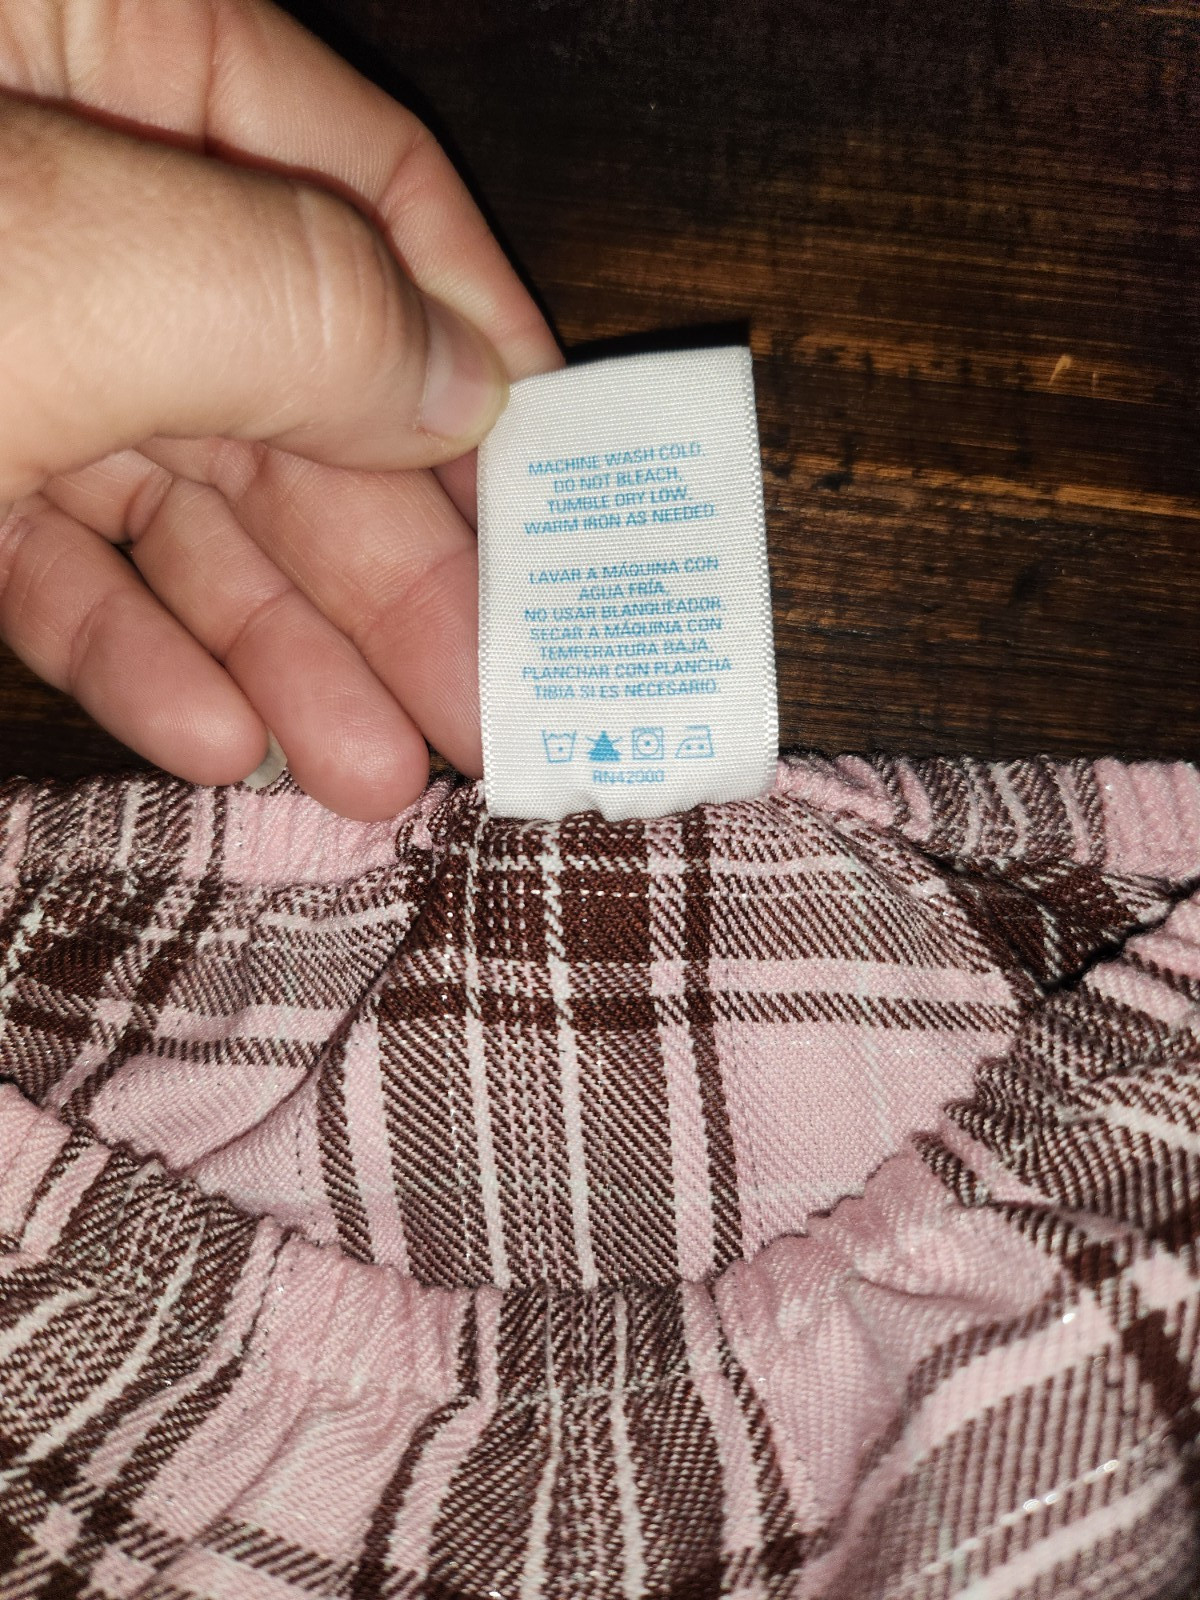 MACHINE WASH COLD.
DO NOT BLEACH.
TUMBLE DRY LOW.
WARM IRON AS NEEDED.
LAVAR A MÁQUINA CON
AGUA FRÍA.
NO USAR BLANQUEADOR.
SECAR A MÁQUINA CON
TEMPERATURA BAJA.
PLANCHAR CON PLANCHA
TIBIA SI ES NECESARIO.
RN42000